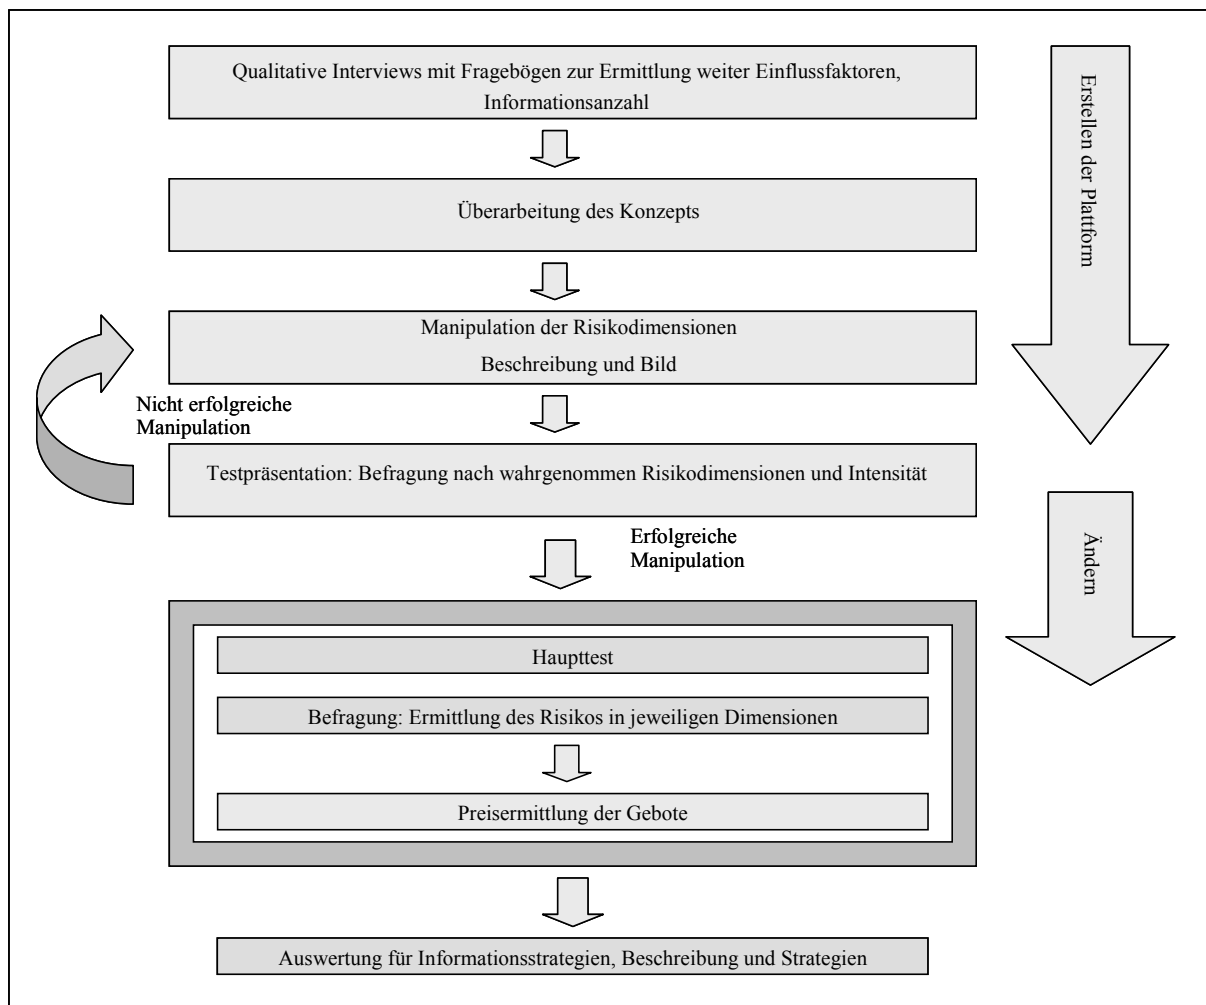 Qualitative Interviews mit Fragebögen zur Ermittlung weiter Einflussfaktoren,
Informationsanzahl
Überarbeitung des Konzepts
Manipulation der Risikodimensionen
Beschreibung und Bild
Nicht erfolgreiche
Manipulation
Testpräsentation: Befragung nach wahrgenommen Risikodimensionen und Intensität
Erfolgreiche
Manipulation
Haupttest
Befragung: Ermittlung des Risikos in jeweiligen Dimensionen
Preisermittlung der Gebote
Auswertung für Informationsstrategien, Beschreibung und Strategien
Erstellen der Plattform
Ändern